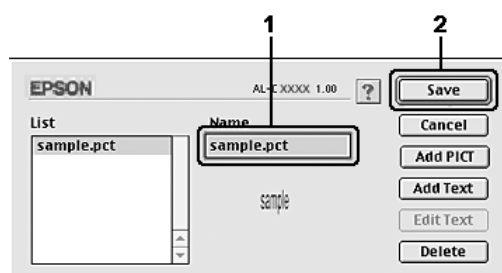 1 2
EPSON AL-CXXXX 1.00 ? Save
List Name Cancel
sample.pct sample.pct Add PICT
sample Add Text
Edit Text
Delete